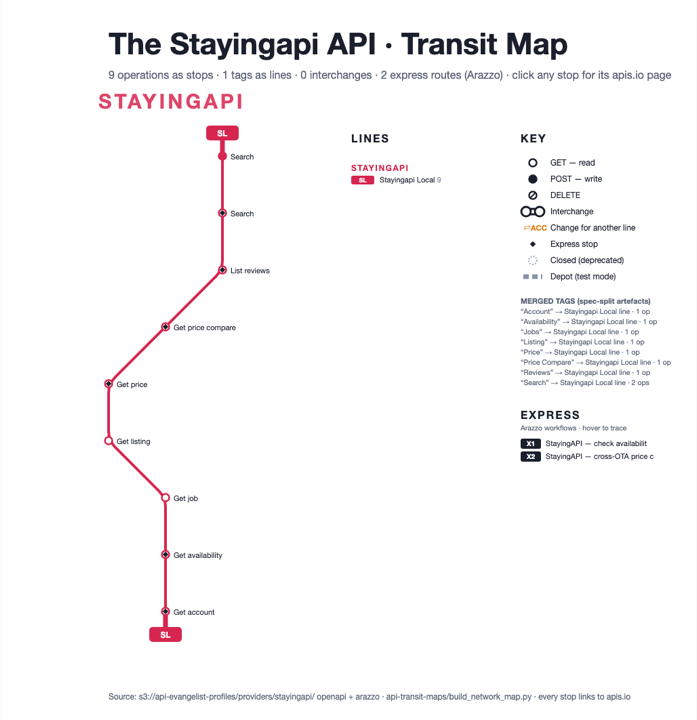 The Stayingapi API · Transit Map
9 operations as stops · 1 tags as lines · 0 interchanges · 2 express routes (Arazzo) · click any stop for its apis.io page
STAYINGAPI
SL
Search
Search
List reviews
Get price compare
Get price
Get listing
Get job
Get availability
Get account
SL
LINES
STAYINGAPI
SL Stayingapi Local 9
KEY
GET — read
POST — write
DELETE
Interchange
⇄ACC Change for another line
Express stop
Closed (deprecated)
Depot (test mode)
MERGED TAGS (spec-split artefacts)
“Account” → Stayingapi Local line · 1 op
“Availability” → Stayingapi Local line · 1 op
“Jobs” → Stayingapi Local line · 1 op
“Listing” → Stayingapi Local line · 1 op
“Price” → Stayingapi Local line · 1 op
“Price Compare” → Stayingapi Local line · 1 op
“Reviews” → Stayingapi Local line · 1 op
“Search” → Stayingapi Local line · 2 ops
EXPRESS
Arazzo workflows · hover to trace
X1 StayingAPI — check availabilit
X2 StayingAPI — cross-OTA price c
Source: s3://api-evangelist-profiles/providers/stayingapi/ openapi + arazzo · api-transit-maps/build_network_map.py · every stop links to apis.io